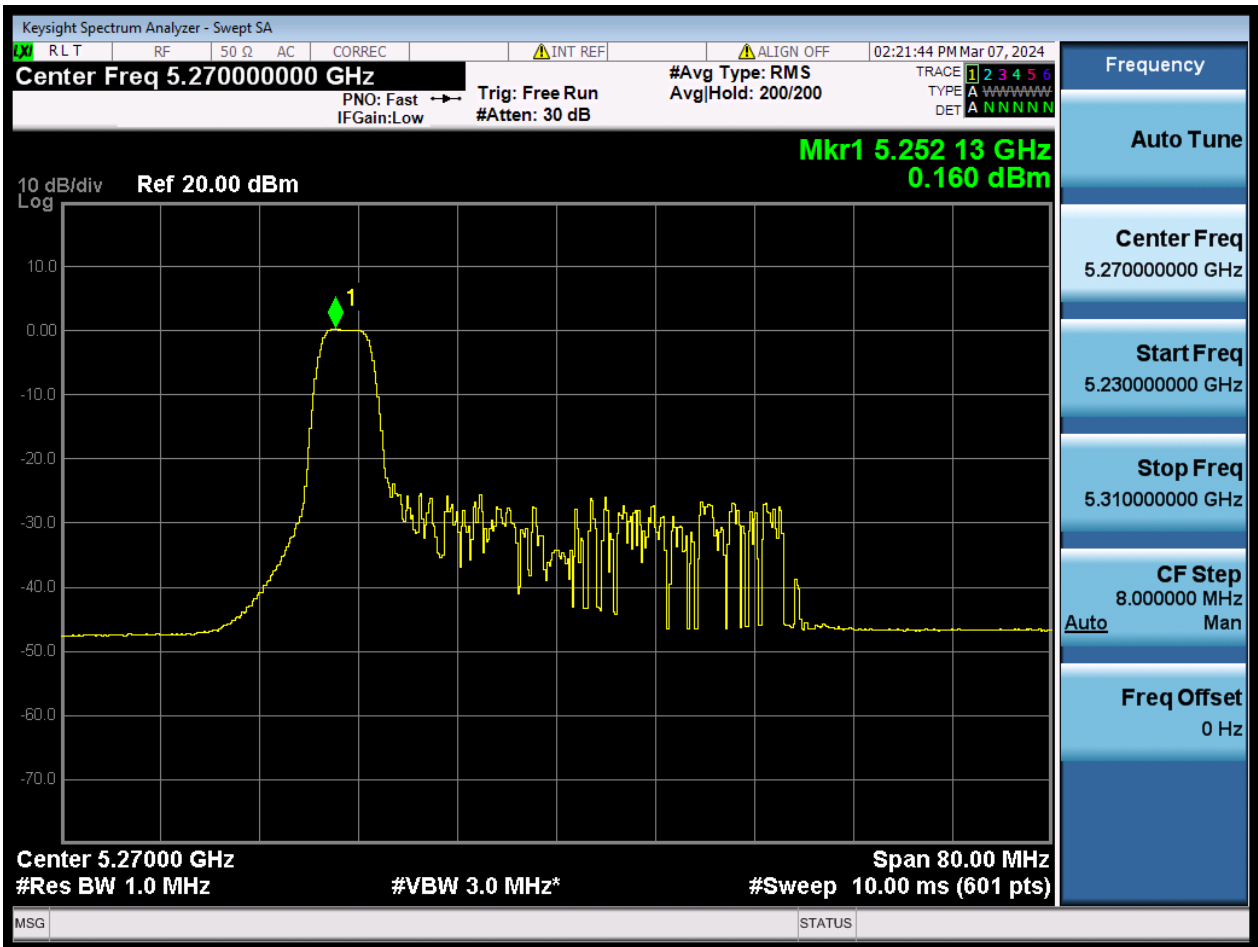 Keysight Spectrum Analyzer - Swept SA
LXI RLT RF 50 Ω AC CORREC INT REF ALIGN OFF 02:21:44 PM Mar 07, 2024
Center Freq 5.270000000 GHz
PNO: Fast
IFGain:Low
Trig: Free Run
#Atten: 30 dB
#Avg Type: RMS
Avg|Hold: 200/200
TRACE 1 2 3 4 5 6
TYPE A WWWWW
DET A N N N N N
Mkr1 5.252 13 GHz
0.160 dBm
10 dB/div Ref 20.00 dBm
Log
10.0
1
0.00
-10.0
-20.0
-30.0
-40.0
-50.0
-60.0
-70.0
Center 5.27000 GHz Span 80.00 MHz
#Res BW 1.0 MHz #VBW 3.0 MHz* #Sweep 10.00 ms (601 pts)
MSG STATUS
Frequency
Auto Tune
Center Freq
5.270000000 GHz
Start Freq
5.230000000 GHz
Stop Freq
5.310000000 GHz
CF Step
8.000000 MHz
Auto Man
Freq Offset
0 Hz